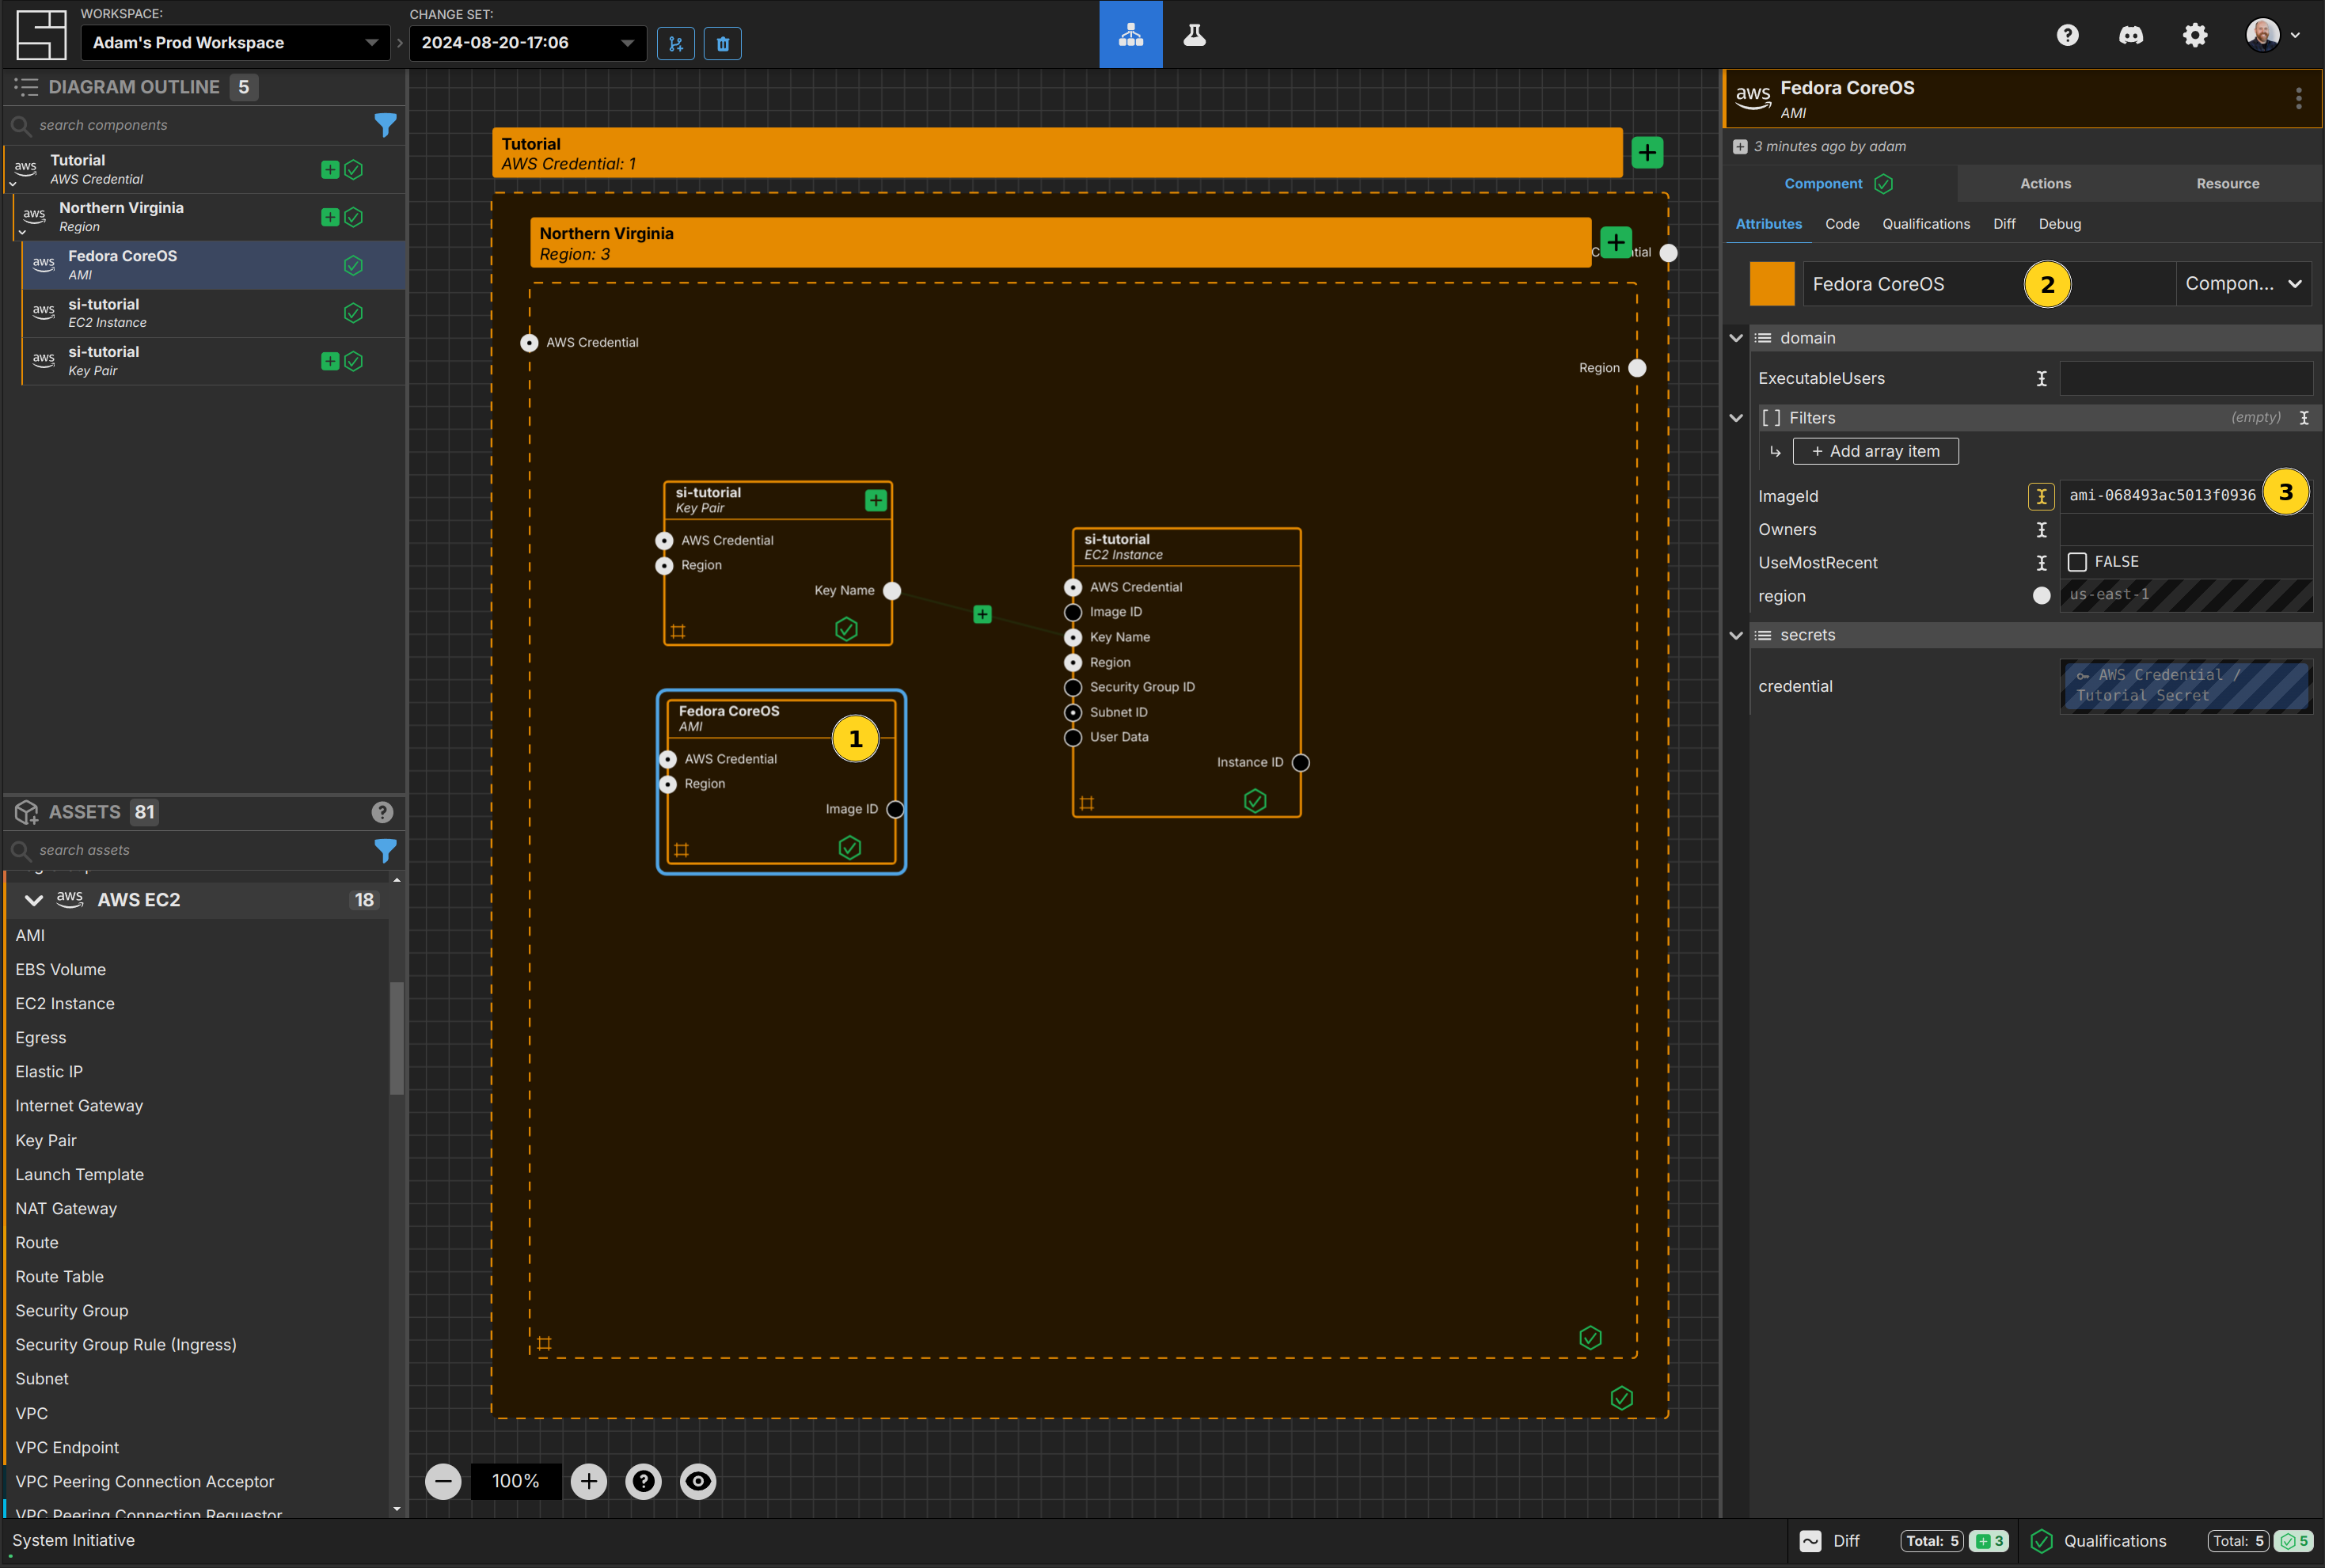 WORKSPACE:
Adam's Prod Workspace
CHANGE SET:
2024-08-20-17:06
DIAGRAM OUTLINE 5
search components
aws
Tutorial
AWS Credential
aws
Northern Virginia
Region
aws
Fedora CoreOS
AMI
aws
si-tutorial
EC2 Instance
aws
si-tutorial
Key Pair
ASSETS 81
search assets
aws AWS EC2 18
AMI
EBS Volume
EC2 Instance
Egress
Elastic IP
Internet Gateway
Key Pair
Launch Template
NAT Gateway
Route
Route Table
Security Group
Security Group Rule (Ingress)
Subnet
VPC
VPC Endpoint
VPC Peering Connection Acceptor
VPC Peering Connection Requestor
Tutorial
AWS Credential: 1
Northern Virginia
Region: 3
AWS Credential
Region
si-tutorial
Key Pair
AWS Credential
Region
Key Name
Fedora CoreOS
AMI
1
AWS Credential
Region
Image ID
si-tutorial
EC2 Instance
AWS Credential
Image ID
Key Name
Region
Security Group ID
Subnet ID
User Data
Instance ID
100%
aws
Fedora CoreOS
AMI
3 minutes ago by adam
Component Actions Resource
Attributes Code Qualifications Diff Debug
Fedora CoreOS 2 Compon...
domain
ExecutableUsers
[ ] Filters (empty)
+ Add array item
ImageId ami-068493ac5013f0936 3
Owners
UseMostRecent FALSE
region us-east-1
secrets
credential
AWS Credential /
Tutorial Secret
System Initiative
Diff Total: 5 3 Qualifications Total: 5 5